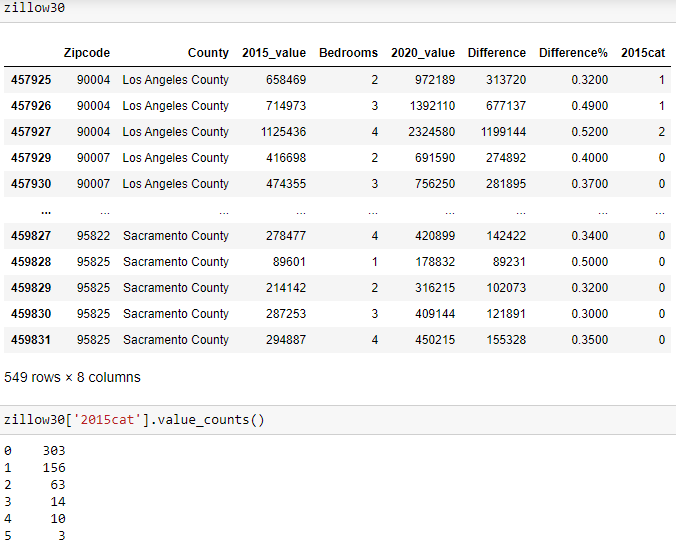 zillow30
Zipcode County 2015_value Bedrooms 2020_value Difference Difference% 2015cat
457925 90004 Los Angeles County 658469 2 972189 313720 0.3200 1
457926 90004 Los Angeles County 714973 3 1392110 677137 0.4900 1
457927 90004 Los Angeles County 1125436 4 2324580 1199144 0.5200 2
457929 90007 Los Angeles County 416698 2 691590 274892 0.4000 0
457930 90007 Los Angeles County 474355 3 756250 281895 0.3700 0
... ... ... ... ... ... ... ... ...
459827 95822 Sacramento County 278477 4 420899 142422 0.3400 0
459828 95825 Sacramento County 89601 1 178832 89231 0.5000 0
459829 95825 Sacramento County 214142 2 316215 102073 0.3200 0
459830 95825 Sacramento County 287253 3 409144 121891 0.3000 0
459831 95825 Sacramento County 294887 4 450215 155328 0.3500 0
549 rows × 8 columns
zillow30['2015cat'].value_counts()
0 303
1 156
2 63
3 14
4 10
5 3